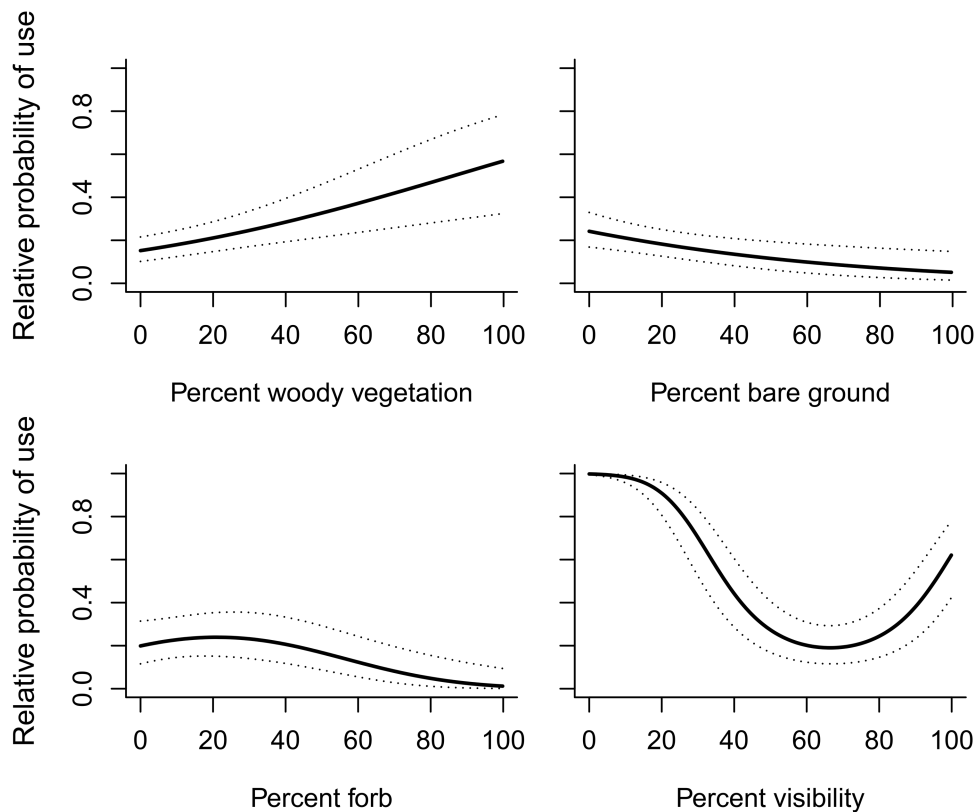 Relative probability of use
0.8
0.4
0.0
0 20 40 60 80 100
0 20 40 60 80 100
Percent woody vegetation
Percent bare ground
Relative probability of use
0.8
0.4
0.0
0 20 40 60 80 100
0 20 40 60 80 100
Percent forb
Percent visibility